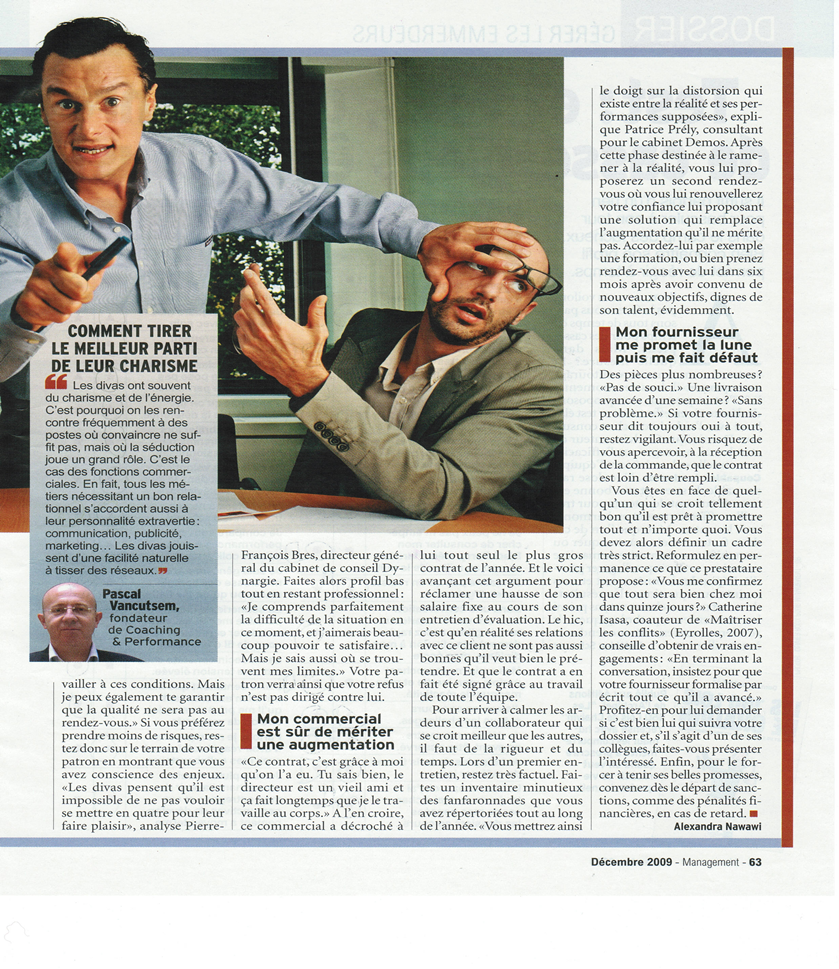 COMMENT TIRER
LE MEILLEUR PARTI
DE LEUR CHARISME
❝ Les divas ont souvent
du charisme et de l'énergie.
C'est pourquoi on les ren-
contre fréquemment à des
postes où convaincre ne suf-
fit pas, mais où la séduction
joue un grand rôle. C'est le
cas des fonctions commer-
ciales. En fait, tous les mé-
tiers nécessitant un bon rela-
tionnel s'accordent aussi à
leur personnalité extravertie :
communication, publicité,
marketing… Les divas jouis-
sent d'une facilité naturelle
à tisser des réseaux.❞
Pascal
Vancutsem,
fondateur
de Coaching
& Performance
vailler à ces conditions. Mais
je peux également te garantir
que la qualité ne sera pas au
rendez-vous.» Si vous préférez
prendre moins de risques, res-
tez donc sur le terrain de votre
patron en montrant que vous
avez conscience des enjeux.
«Les divas pensent qu'il est
impossible de ne pas vouloir
se mettre en quatre pour leur
faire plaisir», analyse Pierre-
François Bres, directeur géné-
ral du cabinet de conseil Dy-
nargie. Faites alors profil bas
tout en restant professionnel :
«Je comprends parfaitement
la difficulté de la situation en
ce moment, et j'aimerais beau-
coup pouvoir te satisfaire…
Mais je sais aussi où se trou-
vent mes limites.» Votre pa-
tron verra ainsi que votre refus
n'est pas dirigé contre lui.
Mon commercial
est sûr de mériter
une augmentation
«Ce contrat, c'est grâce à moi
qu'on l'a eu. Tu sais bien, le
directeur est un vieil ami et
ça fait longtemps que je le tra-
vaille au corps.» A l'en croire,
ce commercial a décroché à
lui tout seul le plus gros
contrat de l'année. Et le voici
avançant cet argument pour
réclamer une hausse de son
salaire fixe au cours de son
entretien d'évaluation. Le hic,
c'est qu'en réalité ses relations
avec ce client ne sont pas aussi
bonnes qu'il veut bien le pré-
tendre. Et que le contrat a en
fait été signé grâce au travail
de toute l'équipe.
Pour arriver à calmer les ar-
deurs d'un collaborateur qui
se croit meilleur que les autres,
il faut de la rigueur et du
temps. Lors d'un premier en-
tretien, restez très factuel. Fai-
tes un inventaire minutieux
des fanfaronnades que vous
avez répertoriées tout au long
de l'année. «Vous mettrez ainsi
le doigt sur la distorsion qui
existe entre la réalité et ses per-
formances supposées», expli-
que Patrice Prély, consultant
pour le cabinet Demos. Après
cette phase destinée à le rame-
ner à la réalité, vous lui pro-
poserez un second rendez-
vous où vous lui renouvellerez
votre confiance lui proposant
une solution qui remplace
l'augmentation qu'il ne mérite
pas. Accordez-lui par exemple
une formation, ou bien prenez
rendez-vous avec lui dans six
mois après avoir convenu de
nouveaux objectifs, dignes de
son talent, évidemment.
Mon fournisseur
me promet la lune
puis me fait défaut
Des pièces plus nombreuses ?
«Pas de souci.» Une livraison
avancée d'une semaine ? «Sans
problème.» Si votre fournis-
seur dit toujours oui à tout,
restez vigilant. Vous risquez de
vous apercevoir, à la réception
de la commande, que le contrat
est loin d'être rempli.
Vous êtes en face de quel-
qu'un qui se croit tellement
bon qu'il est prêt à promettre
tout et n'importe quoi. Vous
devez alors définir un cadre
très strict. Reformulez en per-
manence ce que ce prestataire
propose : «Vous me confirmez
que tout sera bien chez moi
dans quinze jours ?» Catherine
Isasa, coauteur de «Maîtriser
les conflits» (Eyrolles, 2007),
conseille d'obtenir de vrais en-
gagements : «En terminant la
conversation, insistez pour que
votre fournisseur formalise par
écrit tout ce qu'il a avancé.»
Profitez-en pour lui demander
si c'est bien lui qui suivra votre
dossier et, s'il s'agit d'un de ses
collègues, faites-vous présenter
l'intéressé. Enfin, pour le for-
cer à tenir ses belles promesses,
convenez dès le départ de sanc-
tions, comme des pénalités fi-
nancières, en cas de retard. ■
Alexandra Nawawi
Décembre 2009 - Management - 63